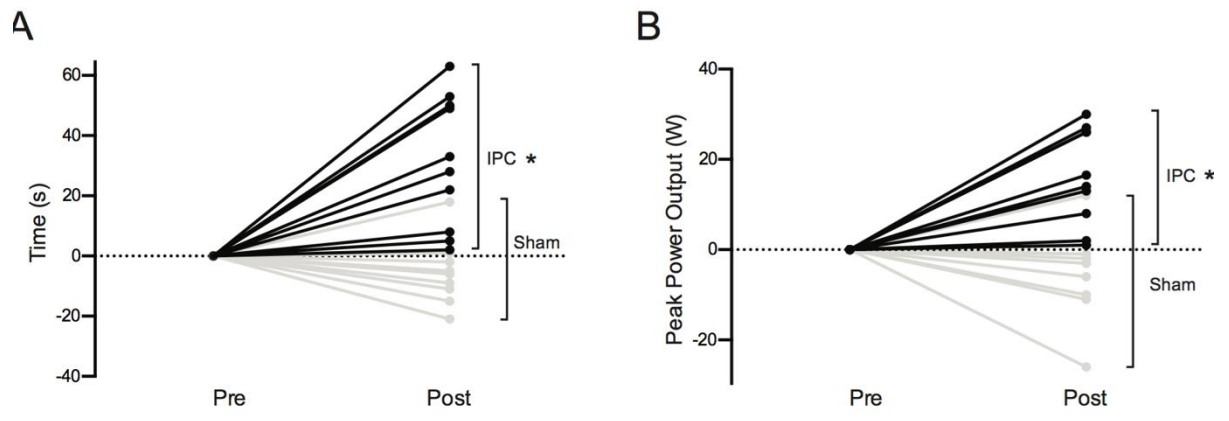 A
Time (s)
60
40
20
0
-20
-40
IPC *
Sham
Pre
Post
B
Peak Power Output (W)
40
20
0
-20
IPC *
Sham
Pre
Post